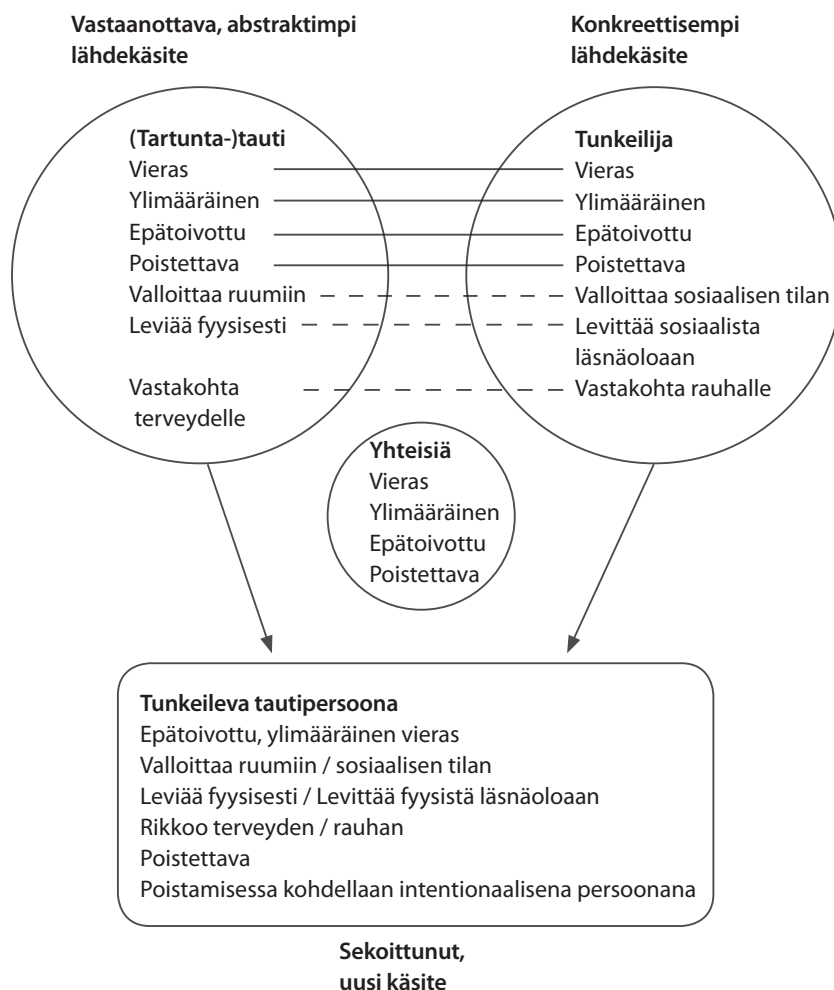 Vastaanottava, abstraktimpi
lähdekäsite
Konkreettisempi
lähdekäsite
(Tartunta-)tauti
Vieras
Ylimääräinen
Epätoivottu
Poistettava
Valloittaa ruumiin
Leviää fyysisesti
Vastakohta
terveydelle
Tunkeilija
Vieras
Ylimääräinen
Epätoivottu
Poistettava
Valloittaa sosiaalisen tilan
Levittää sosiaalista
läsnäoloaan
Vastakohta rauhalle
Yhteisiä
Vieras
Ylimääräinen
Epätoivottu
Poistettava
Tunkeileva tautipersoona
Epätoivottu, ylimääräinen vieras
Valloittaa ruumiin / sosiaalisen tilan
Leviää fyysisesti / Levittää fyysistä läsnäoloaan
Rikkoo terveyden / rauhan
Poistettava
Poistamisessa kohdellaan intentionaalisena persoonana
Sekoittunut,
uusi käsite